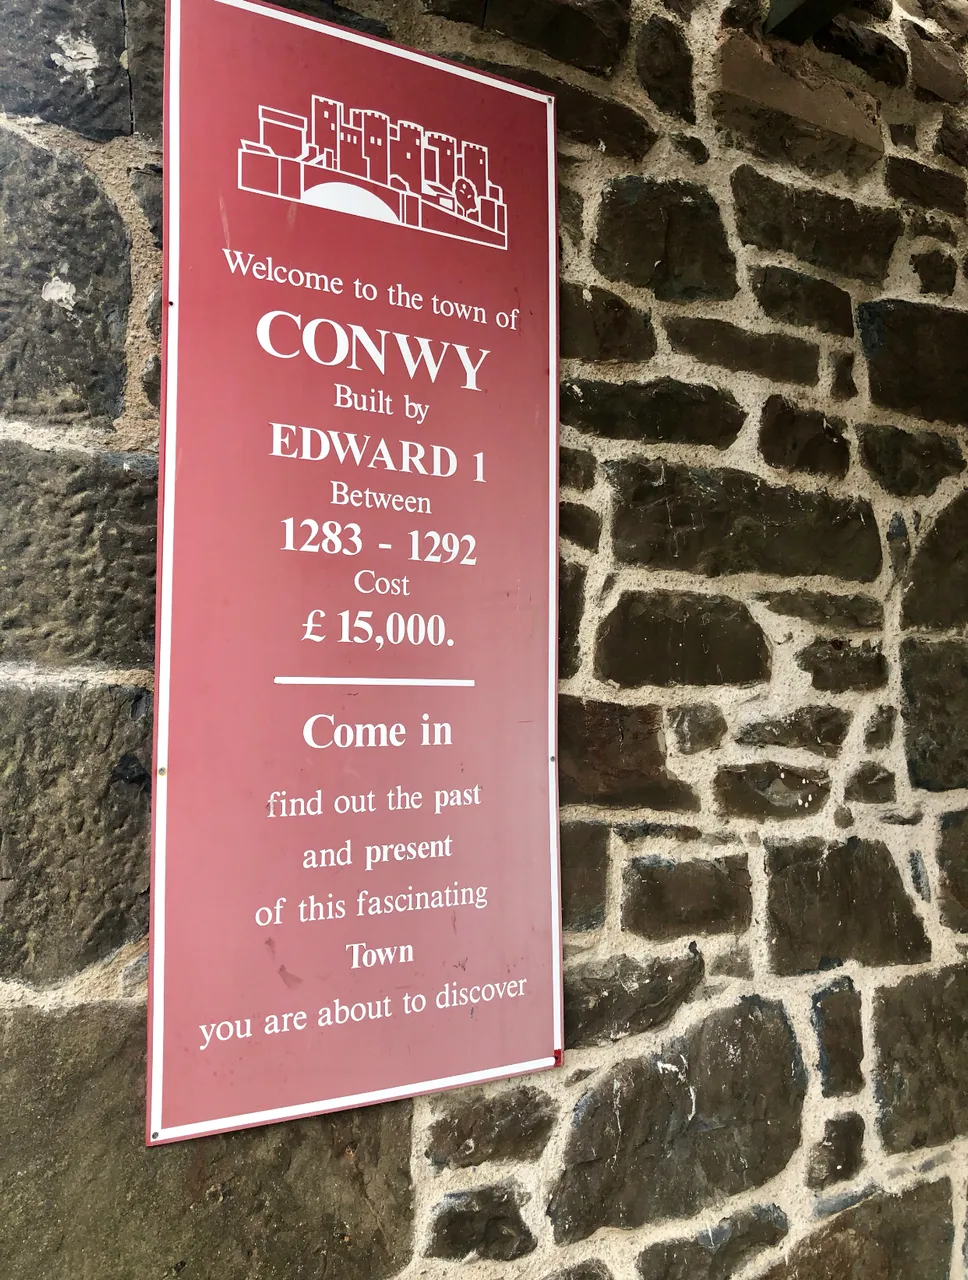 Welcome to the town of
CONWY
Built by
EDWARD 1
Between
1283 - 1292
Cost
£ 15,000.
Come in
find out the past
and present
of this fascinating
Town
you are about to discover